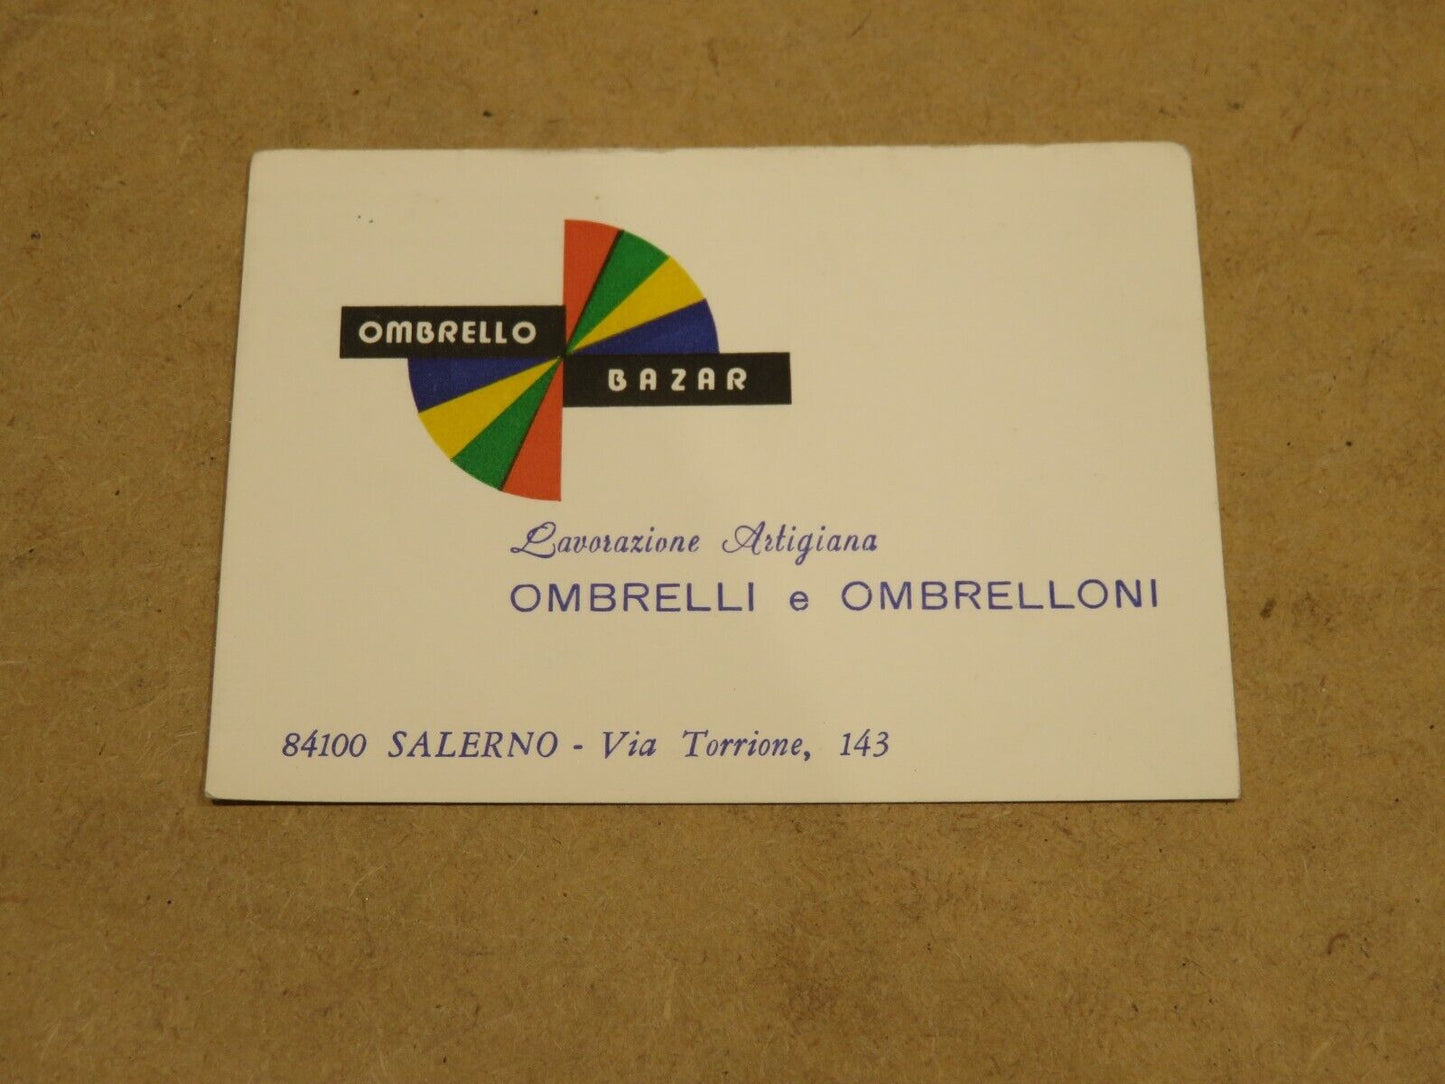 OMBRELLO
BAZAR
Lavorazione Artigiana
OMBRELLI e OMBRELLONI
84100 SALERNO - Via Torrione, 143